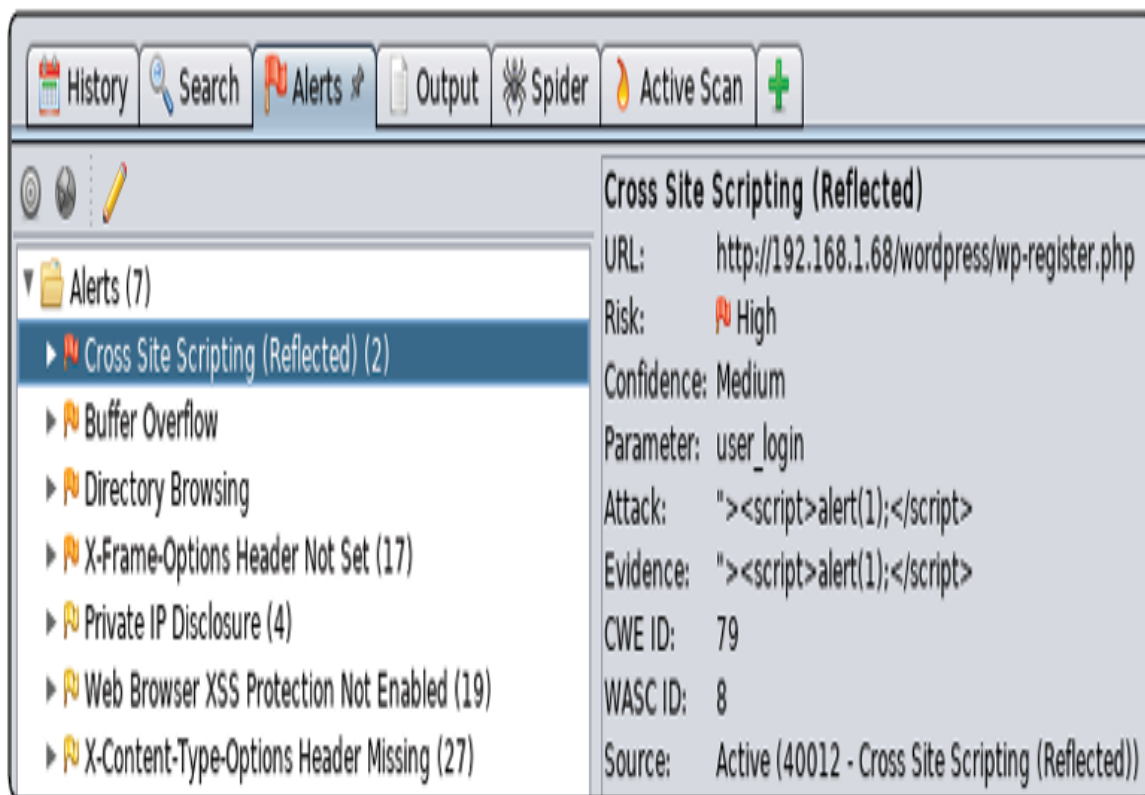 History Search Alerts Output Spider Active Scan
Alerts (7)
Cross Site Scripting (Reflected) (2)
Buffer Overflow
Directory Browsing
X-Frame-Options Header Not Set (17)
Private IP Disclosure (4)
Web Browser XSS Protection Not Enabled (19)
X-Content-Type-Options Header Missing (27)
Cross Site Scripting (Reflected)
URL: http://192.168.1.68/wordpress/wp-register.php
Risk: High
Confidence: Medium
Parameter: user_login
Attack: "><script>alert(1);</script>
Evidence: "><script>alert(1);</script>
CWE ID: 79
WASC ID: 8
Source: Active (40012 - Cross Site Scripting (Reflected))